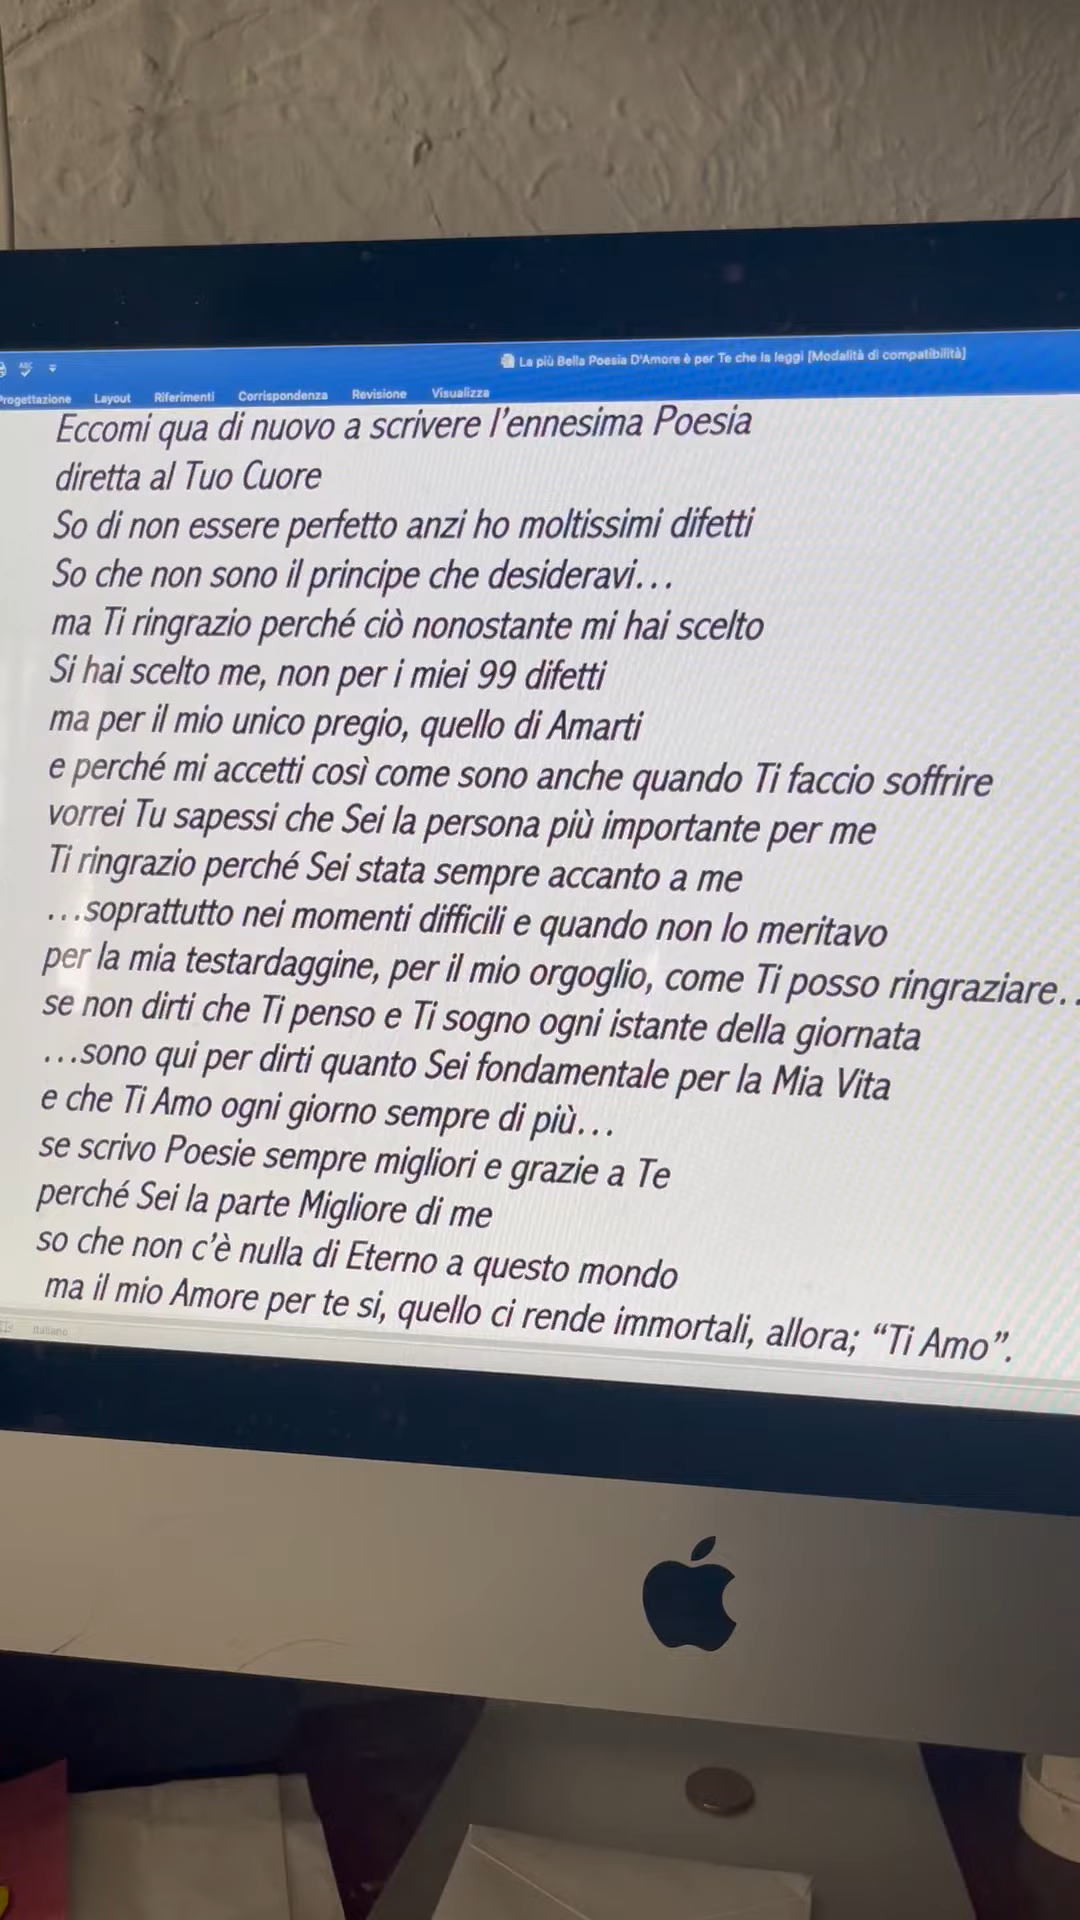 ABC
La più Bella Poesia D'Amore è per Te che la leggi [Modalità di compatibilità]
Progettazione Layout Riferimenti Corrispondenza Revisione Visualizza
Eccomi qua di nuovo a scrivere l’ennesima Poesia
diretta al Tuo Cuore
So di non essere perfetto anzi ho moltissimi difetti
So che non sono il principe che desideravi…
ma Ti ringrazio perché ciò nonostante mi hai scelto
Si hai scelto me, non per i miei 99 difetti
ma per il mio unico pregio, quello di Amarti
e perché mi accetti così come sono anche quando Ti faccio soffrire
vorrei Tu sapessi che Sei la persona più importante per me
Ti ringrazio perché Sei stata sempre accanto a me
…soprattutto nei momenti difficili e quando non lo meritavo
per la mia testardaggine, per il mio orgoglio, come Ti posso ringraziare..
se non dirti che Ti penso e Ti sogno ogni istante della giornata
…sono qui per dirti quanto Sei fondamentale per la Mia Vita
e che Ti Amo ogni giorno sempre di più…
se scrivo Poesie sempre migliori e grazie a Te
perché Sei la parte Migliore di me
so che non c’è nulla di Eterno a questo mondo
ma il mio Amore per te si, quello ci rende immortali, allora; “Ti Amo”.
Italiano